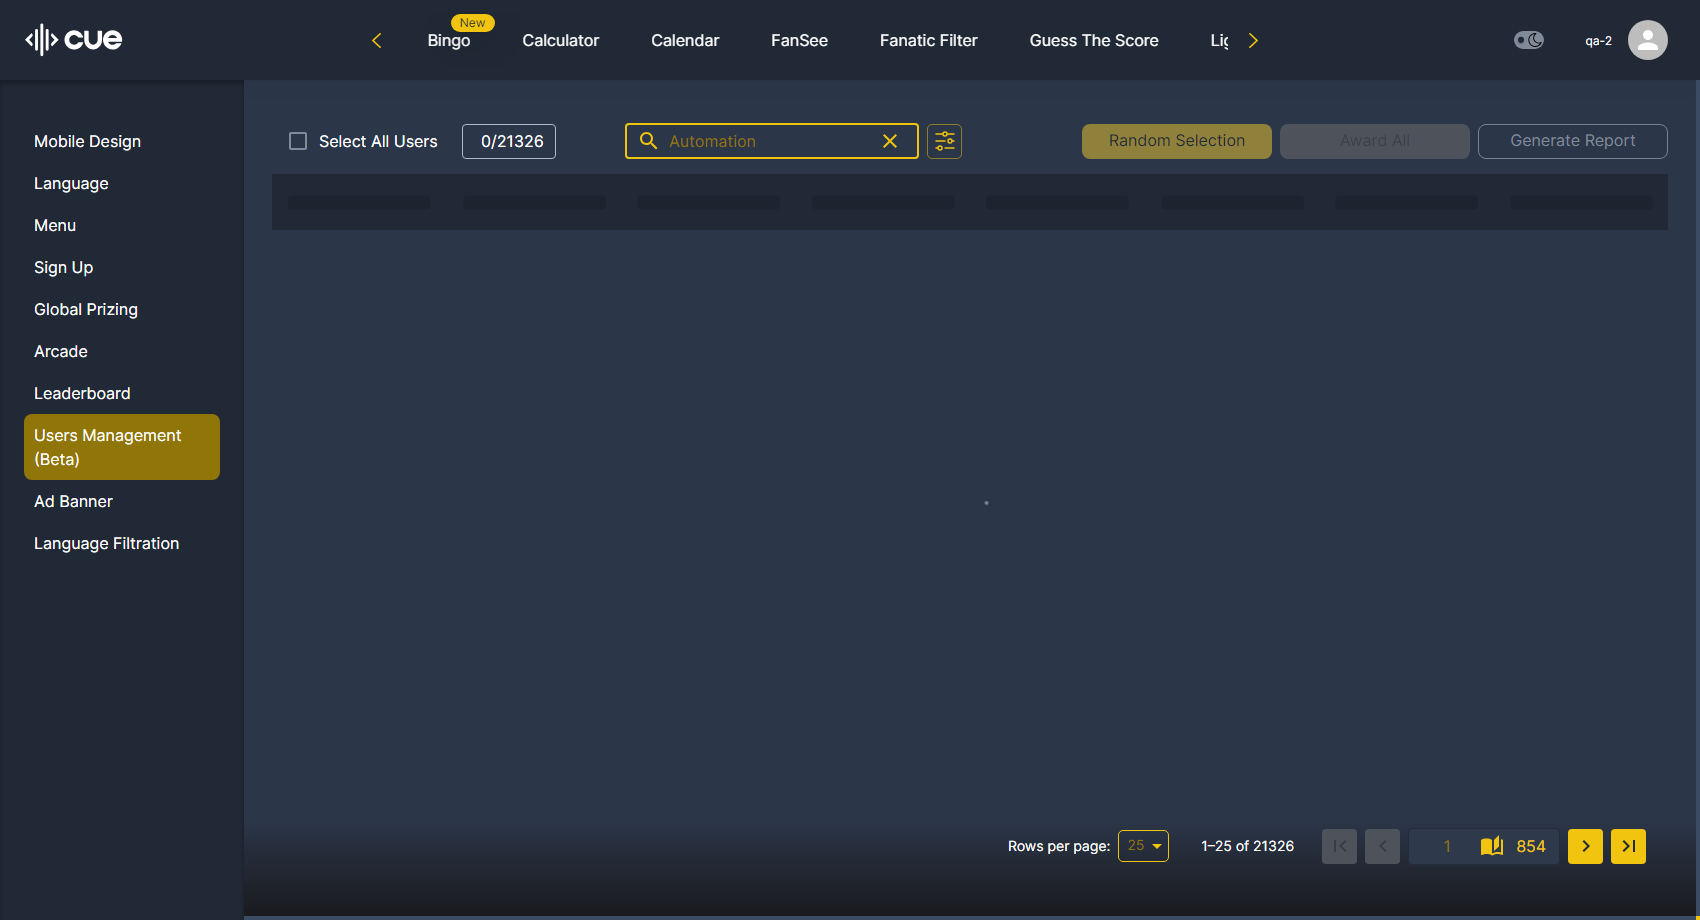 cue
New
Bingo
Calculator
Calendar
FanSee
Fanatic Filter
Guess The Score
Lig
qa-2
Mobile Design
Language
Menu
Sign Up
Global Prizing
Arcade
Leaderboard
Users Management
(Beta)
Ad Banner
Language Filtration
Select All Users
0/21326
Automation
Random Selection
Award All
Generate Report
Rows per page:
25
1–25 of 21326
1
854